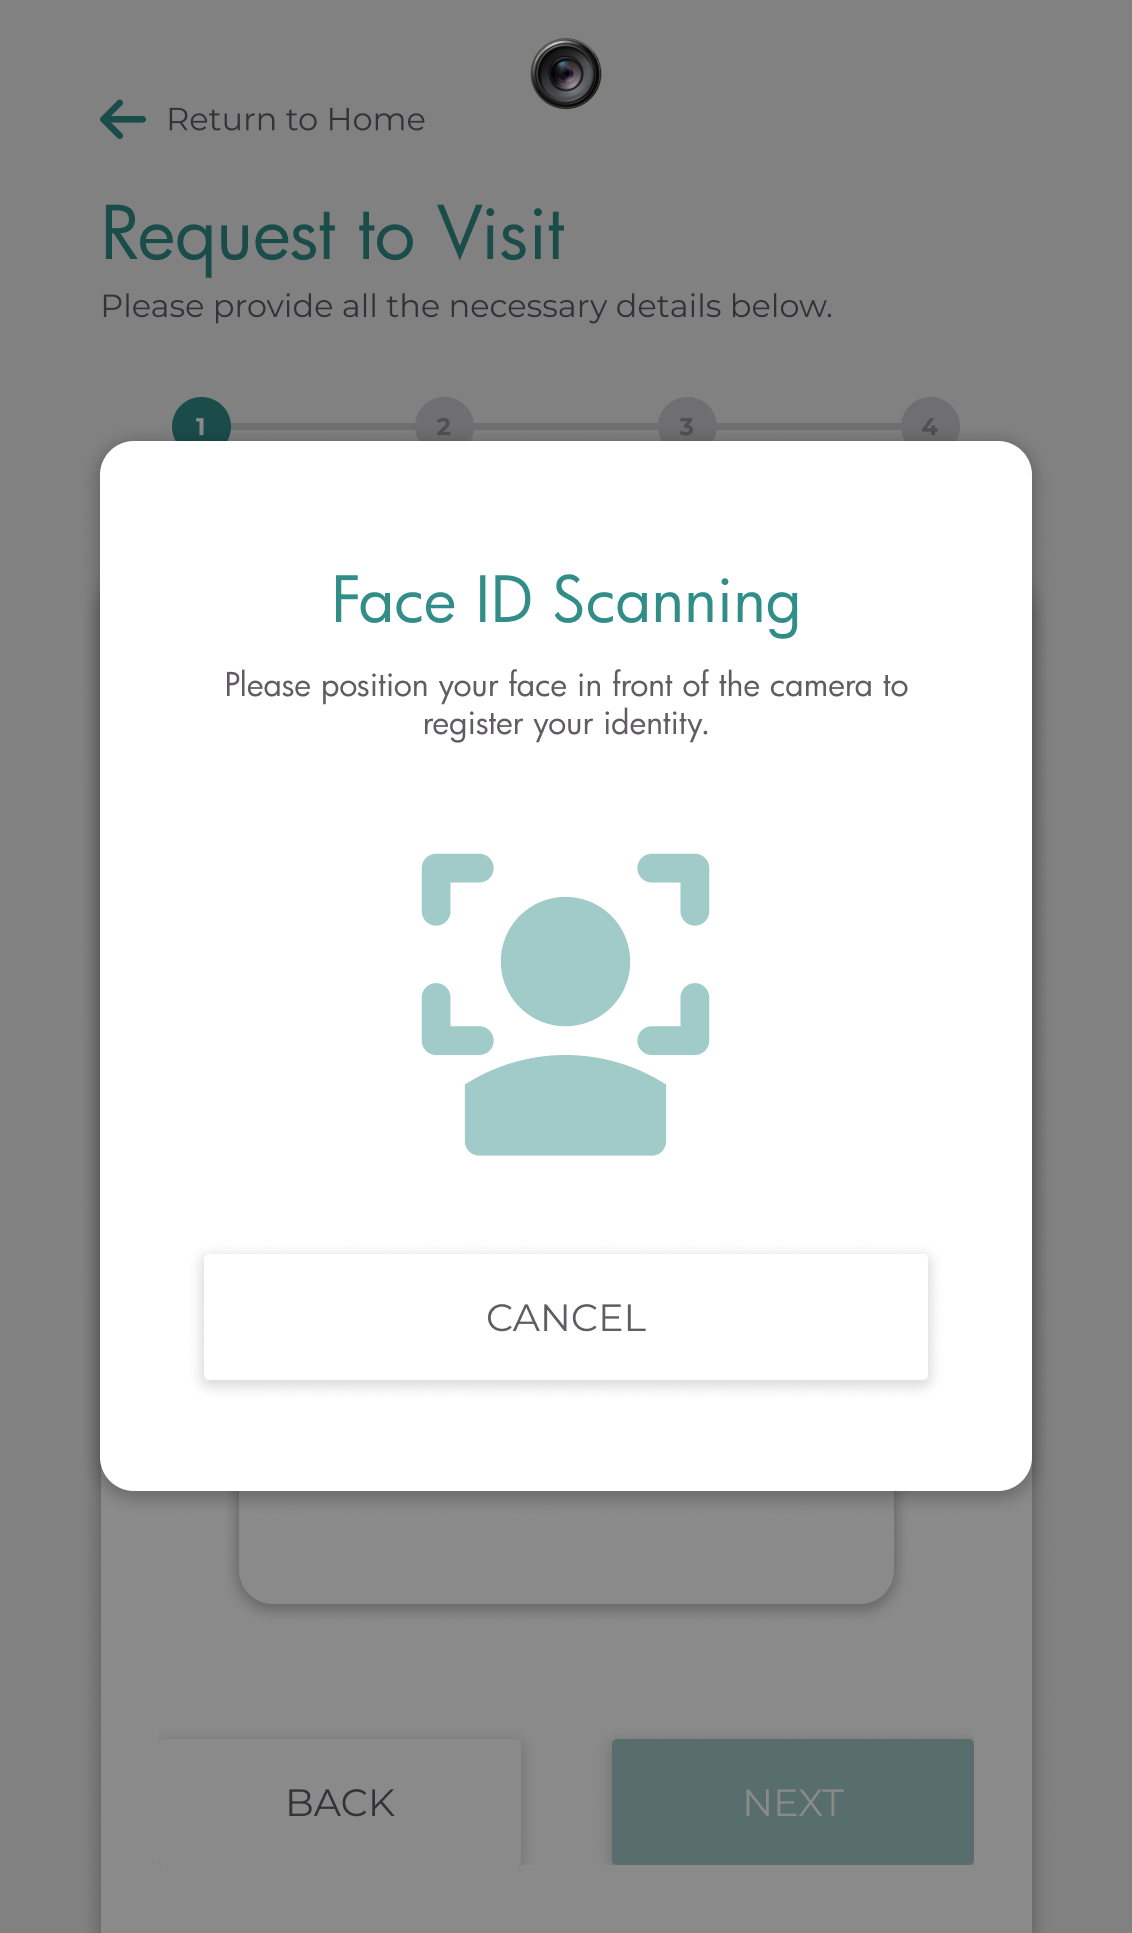 Return to Home
Request to Visit
Please provide all the necessary details below.
1 2 3 4
Face ID Scanning
Please position your face in front of the camera to
register your identity.
CANCEL
BACK NEXT